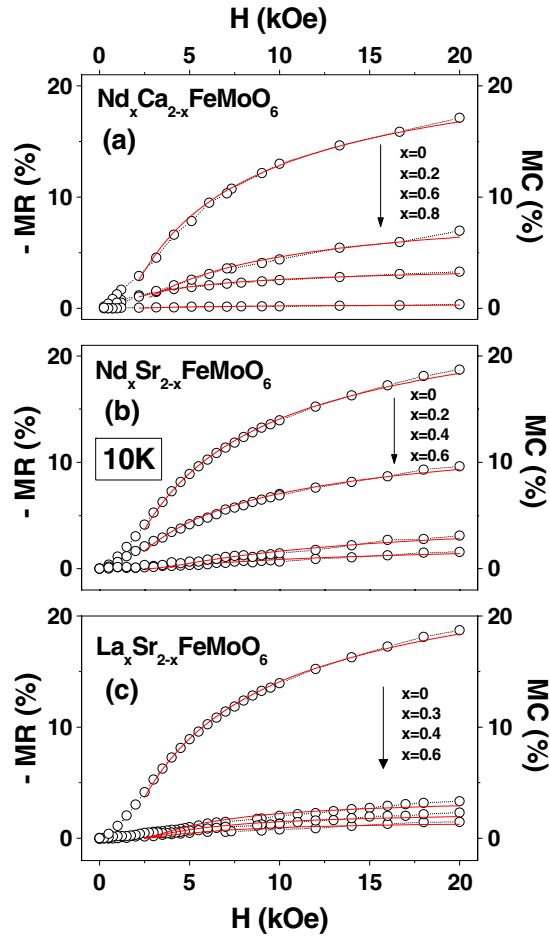 H (kOe)
0 5 10 15 20
20
10
0
- MR (%)
NdxCa2-xFeMoO6
(a)
x=0
x=0.2
x=0.6
x=0.8
20
10
0
MC (%)
20
10
0
- MR (%)
NdxSr2-xFeMoO6
(b)
10K
x=0
x=0.2
x=0.4
x=0.6
20
10
0
MC (%)
20
10
0
- MR (%)
LaxSr2-xFeMoO6
(c)
x=0
x=0.3
x=0.4
x=0.6
20
10
0
MC (%)
0 5 10 15 20
H (kOe)